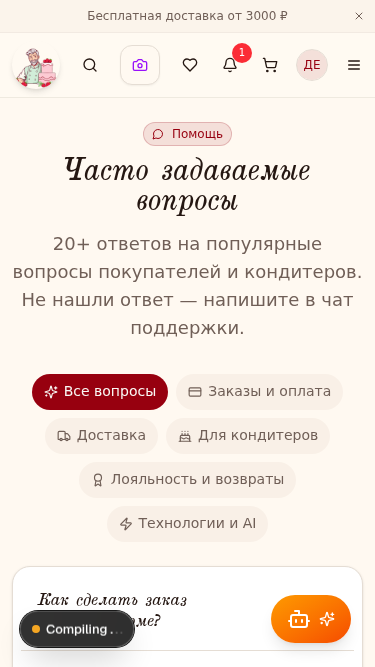 Бесплатная доставка от 3000 ₽
1
ДЕ
Помощь
Часто задаваемые
вопросы
20+ ответов на популярные
вопросы покупателей и кондитеров.
Не нашли ответ — напишите в чат
поддержки.
Все вопросы
Заказы и оплата
Доставка
Для кондитеров
Лояльность и возвраты
Технологии и AI
Как сделать заказ
Compiling ...